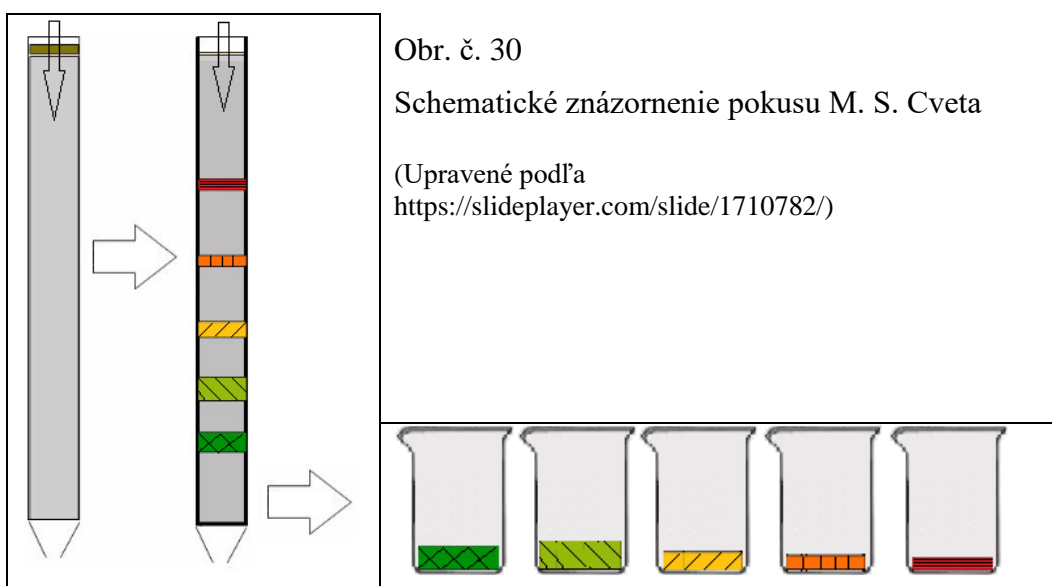 Obr. č. 30
Schematické znázornenie pokusu M. S. Cveta
(Upravené podľa
https://slideplayer.com/slide/1710782/)